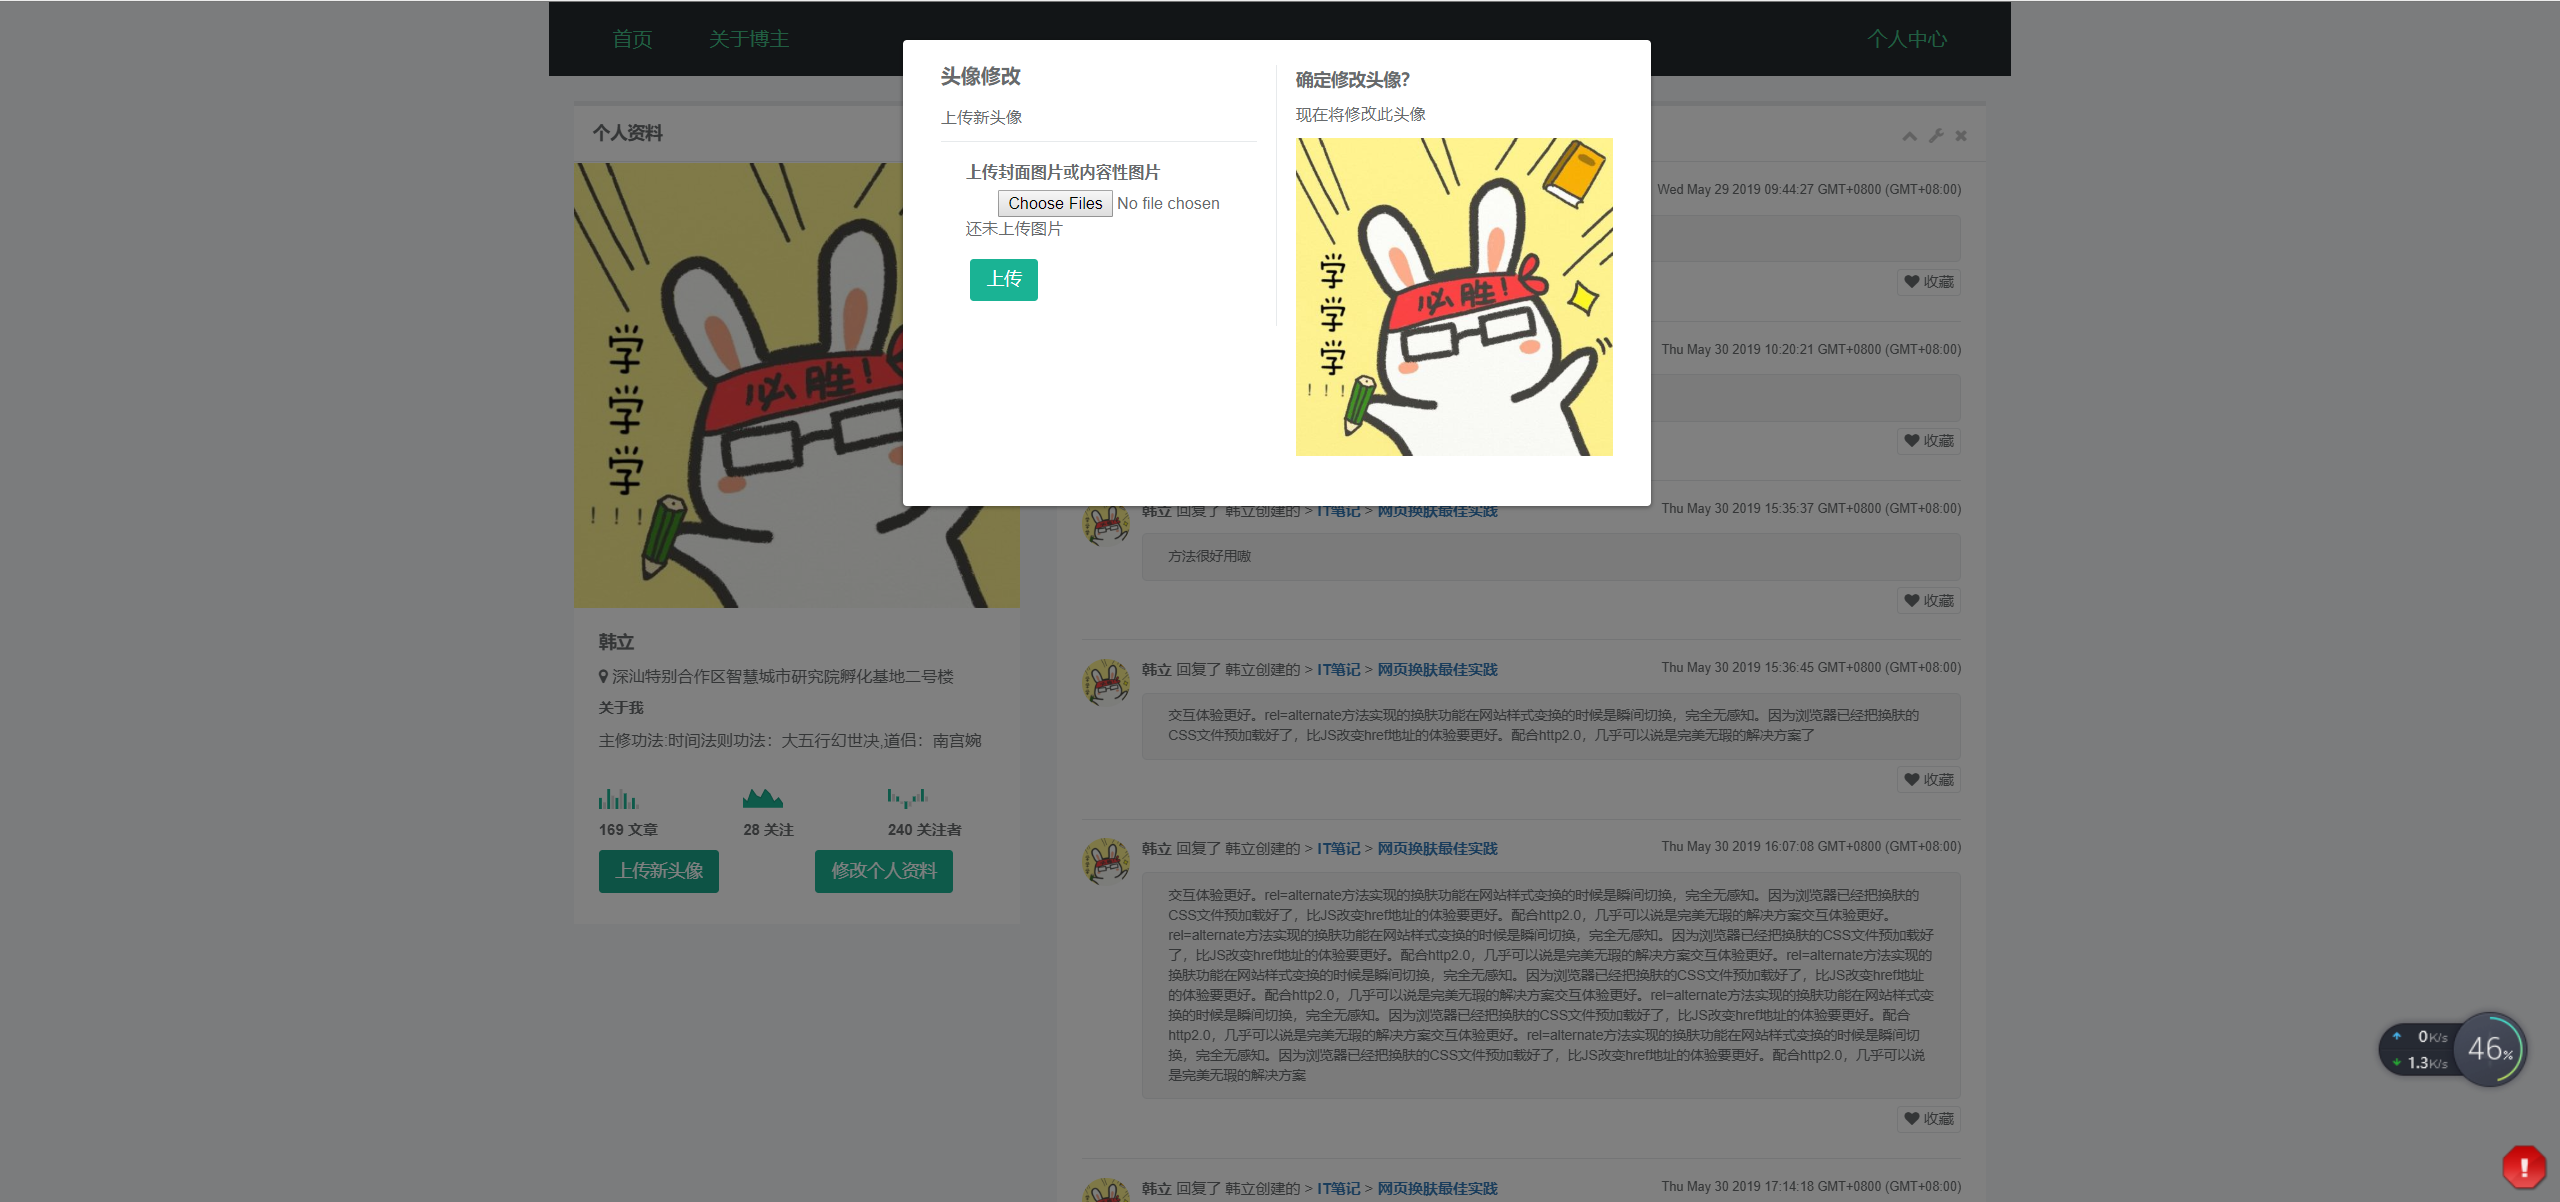 首页 关于博主 个人中心
头像修改
上传新头像
上传封面图片或内容性图片
Choose Files No file chosen
还未上传图片
上传
确定修改头像?
现在将修改此头像
学
学
学
! ! !
必胜!
个人资料
学
学
学
! ! !
必胜!
韩立
深汕特别合作区智慧城市研究院孵化基地二号楼
关于我
主修功法:时间法则功法：大五行幻世决,道侣：南宫婉
169 文章 28 关注 240 关注者
上传新头像 修改个人资料
Wed May 29 2019 09:44:27 GMT+0800 (GMT+08:00)
收藏
Thu May 30 2019 10:20:21 GMT+0800 (GMT+08:00)
收藏
韩立 回复了 韩立创建的 > IT笔记 > 网页换肤最佳实践 Thu May 30 2019 15:35:37 GMT+0800 (GMT+08:00)
方法很好用嗷
收藏
韩立 回复了 韩立创建的 > IT笔记 > 网页换肤最佳实践 Thu May 30 2019 15:36:45 GMT+0800 (GMT+08:00)
交互体验更好。rel=alternate方法实现的换肤功能在网站样式变换的时候是瞬间切换，完全无感知。因为浏览器已经把换肤的
CSS文件预加载好了，比JS改变href地址的体验要更好。配合http2.0，几乎可以说是完美无瑕的解决方案了
收藏
韩立 回复了 韩立创建的 > IT笔记 > 网页换肤最佳实践 Thu May 30 2019 16:07:08 GMT+0800 (GMT+08:00)
交互体验更好。rel=alternate方法实现的换肤功能在网站样式变换的时候是瞬间切换，完全无感知。因为浏览器已经把换肤的
CSS文件预加载好了，比JS改变href地址的体验要更好。配合http2.0，几乎可以说是完美无瑕的解决方案交互体验更好。
rel=alternate方法实现的换肤功能在网站样式变换的时候是瞬间切换，完全无感知。因为浏览器已经把换肤的CSS文件预加载好
了，比JS改变href地址的体验要更好。配合http2.0，几乎可以说是完美无瑕的解决方案交互体验更好。rel=alternate方法实现的
换肤功能在网站样式变换的时候是瞬间切换，完全无感知。因为浏览器已经把换肤的CSS文件预加载好了，比JS改变href地址
的体验要更好。配合http2.0，几乎可以说是完美无瑕的解决方案交互体验更好。rel=alternate方法实现的换肤功能在网站样式变
换的时候是瞬间切换，完全无感知。因为浏览器已经把换肤的CSS文件预加载好了，比JS改变href地址的体验要更好。配合
http2.0，几乎可以说是完美无瑕的解决方案交互体验更好。rel=alternate方法实现的换肤功能在网站样式变换的时候是瞬间切
换，完全无感知。因为浏览器已经把换肤的CSS文件预加载好了，比JS改变href地址的体验要更好。配合http2.0，几乎可以说
是完美无瑕的解决方案
收藏
韩立 回复了 韩立创建的 > IT笔记 > 网页换肤最佳实践 Thu May 30 2019 17:14:18 GMT+0800 (GMT+08:00)
0K/s
1.3K/s
46%